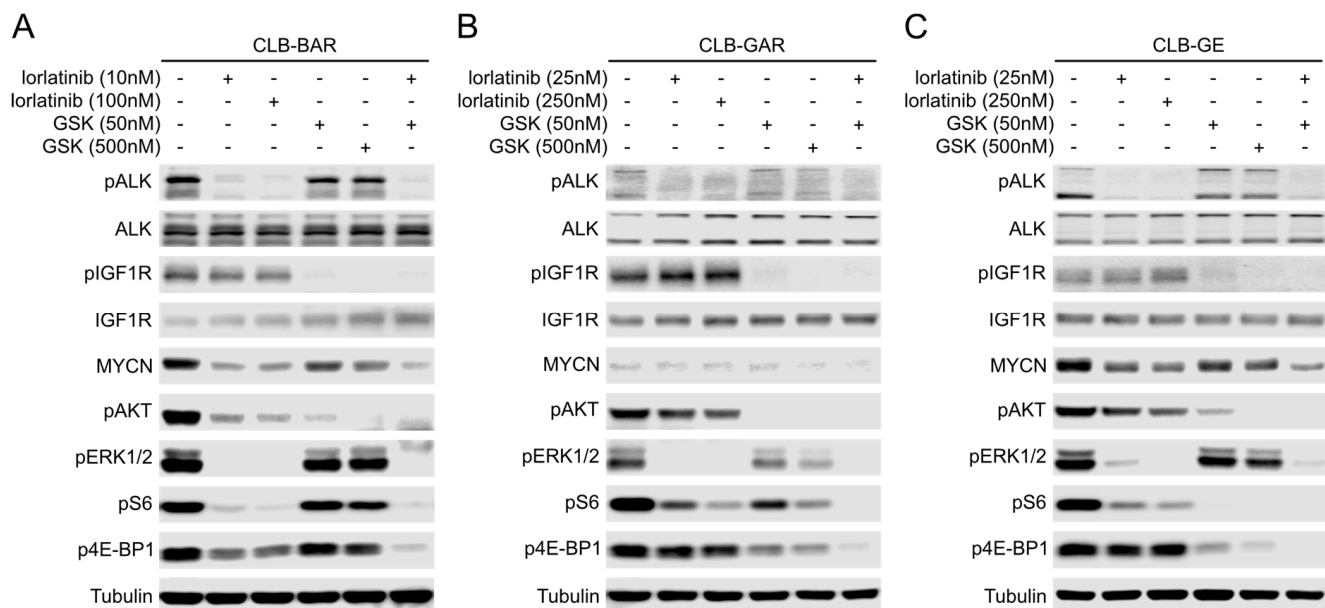 A
CLB-BAR
lorlatinib (10nM) - + - - - +
lorlatinib (100nM) - - + - - -
GSK (50nM) - - - + - +
GSK (500nM) - - - - + -
pALK
ALK
pIGF1R
IGF1R
MYCN
pAKT
pERK1/2
pS6
p4E-BP1
Tubulin
B
CLB-GAR
lorlatinib (25nM) - + - - - +
lorlatinib (250nM) - - + - - -
GSK (50nM) - - - + - +
GSK (500nM) - - - - + -
pALK
ALK
pIGF1R
IGF1R
MYCN
pAKT
pERK1/2
pS6
p4E-BP1
Tubulin
C
CLB-GE
lorlatinib (25nM) - + - - - +
lorlatinib (250nM) - - + - - -
GSK (50nM) - - - + - +
GSK (500nM) - - - - + -
pALK
ALK
pIGF1R
IGF1R
MYCN
pAKT
pERK1/2
pS6
p4E-BP1
Tubulin